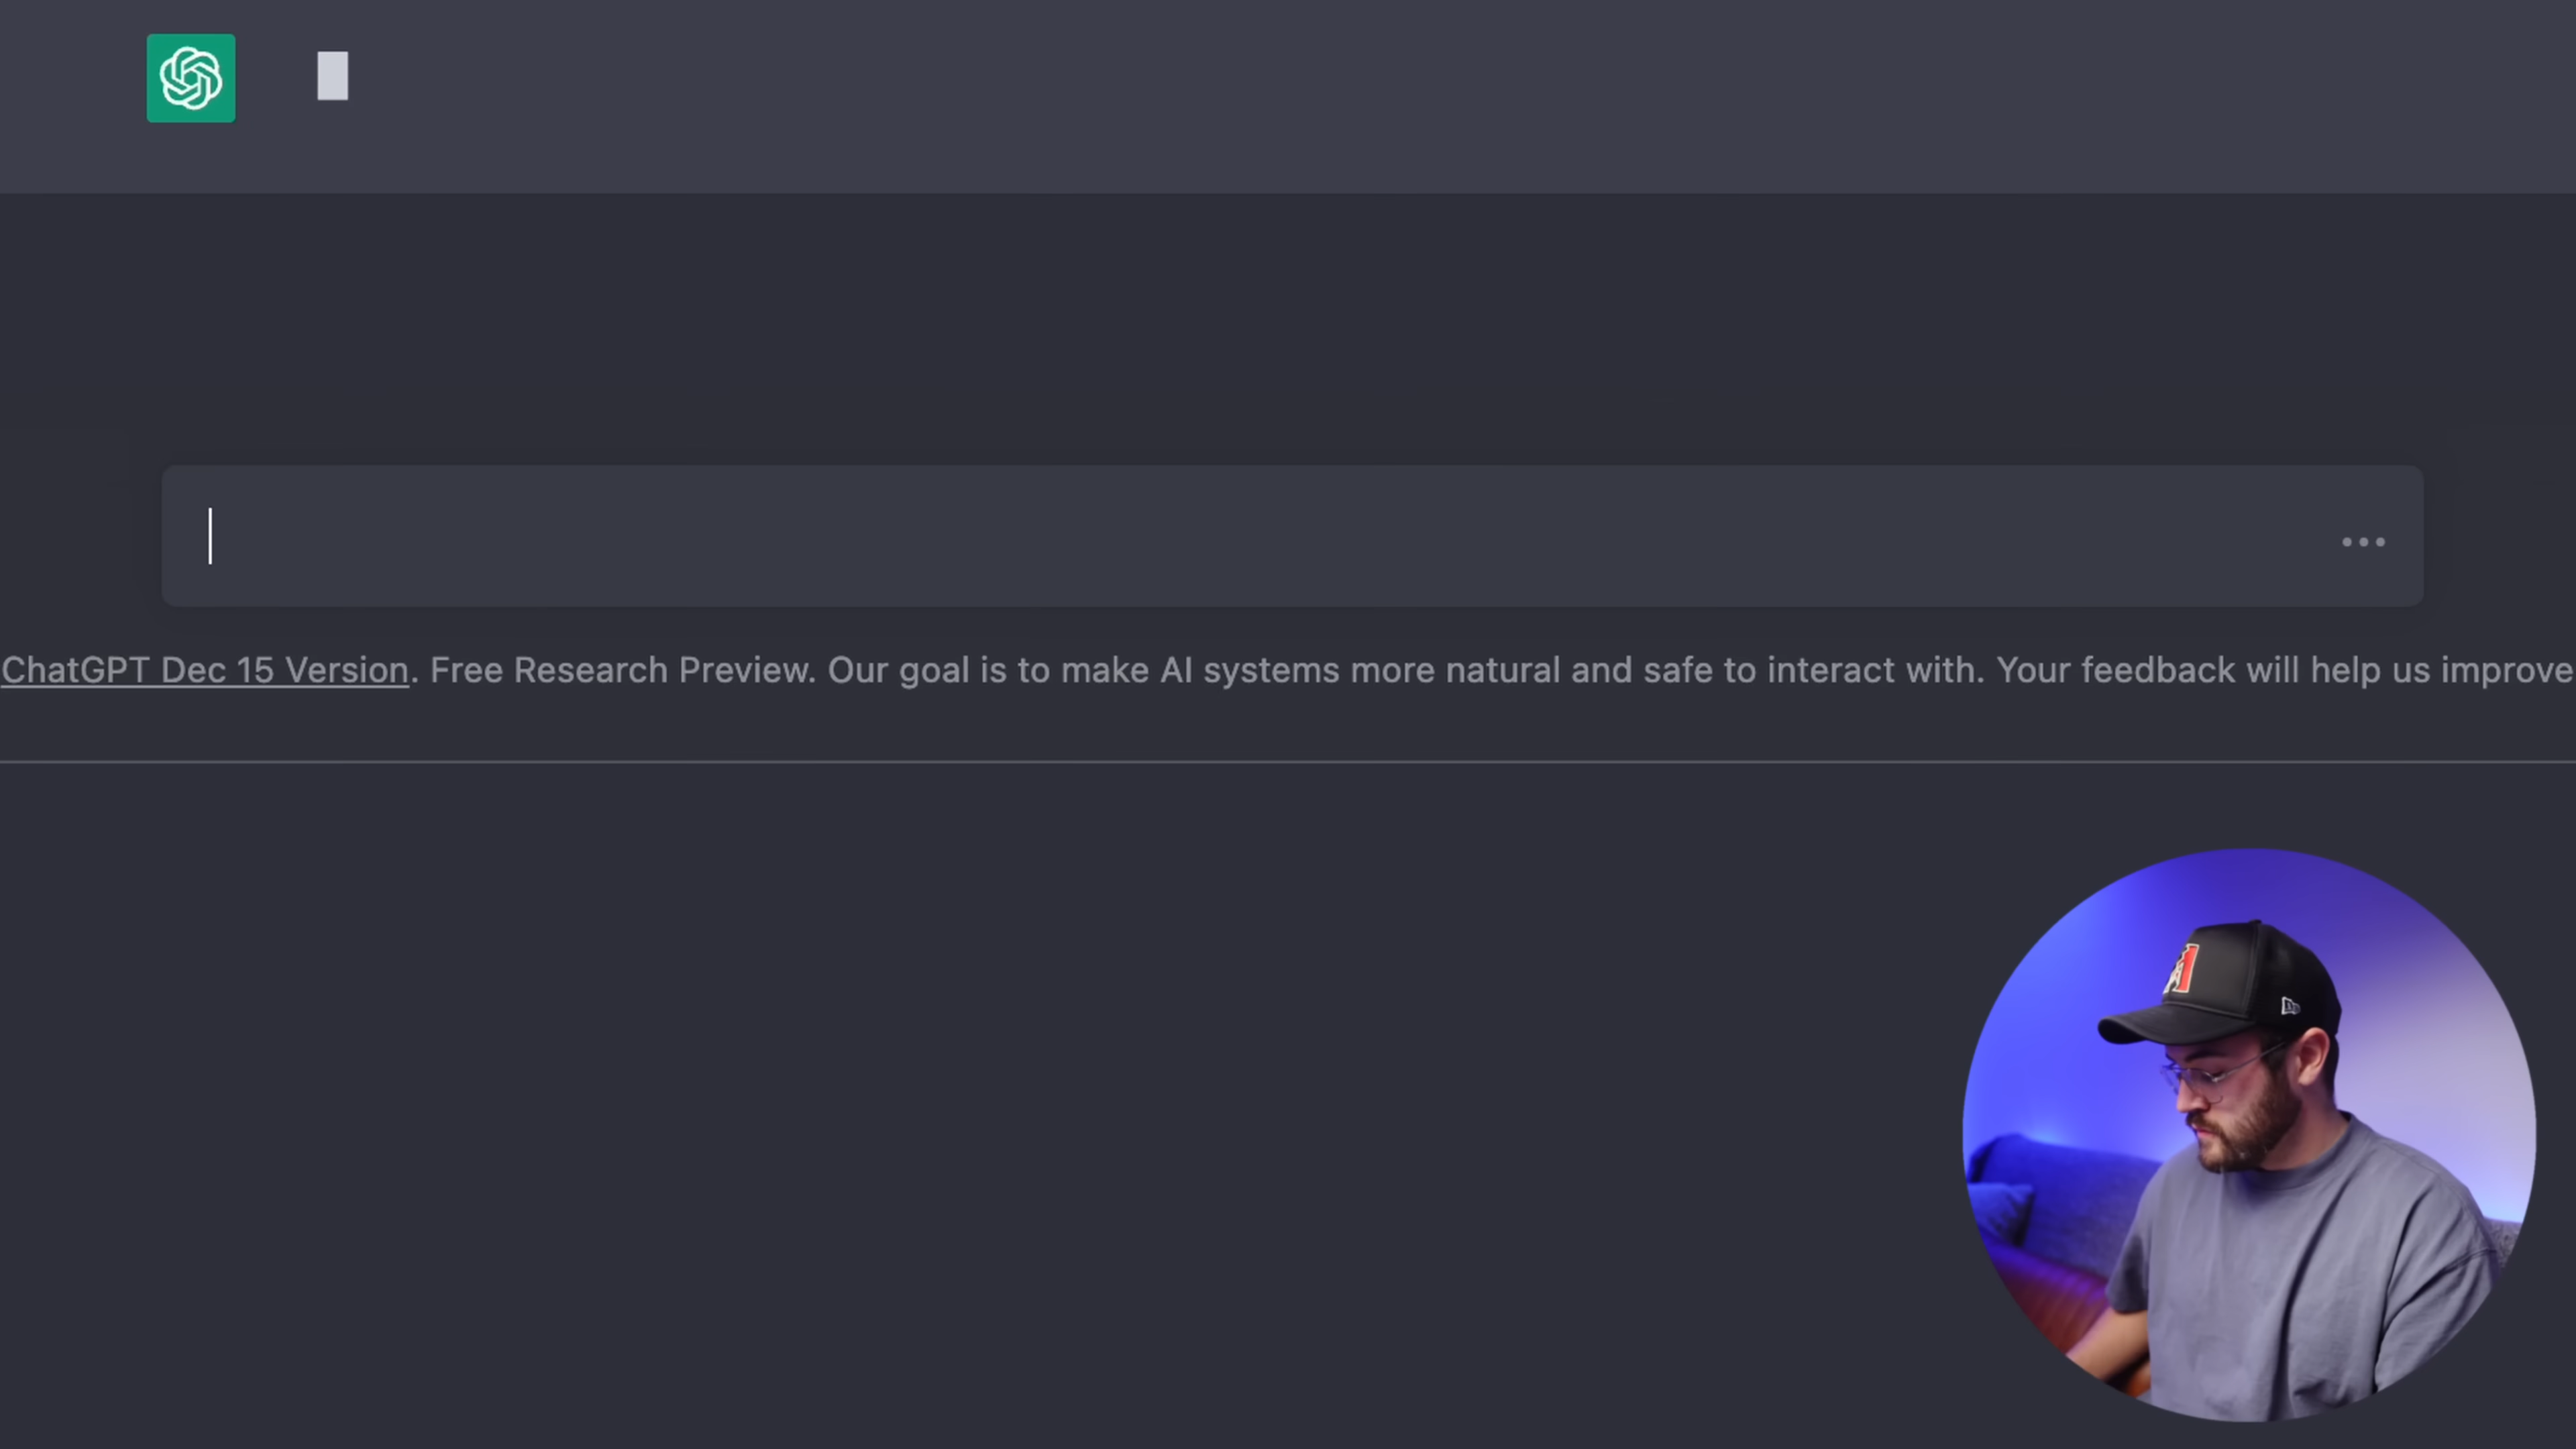 ChatGPT Dec 15 Version. Free Research Preview. Our goal is to make AI systems more natural and safe to interact with. Your feedback will help us improve